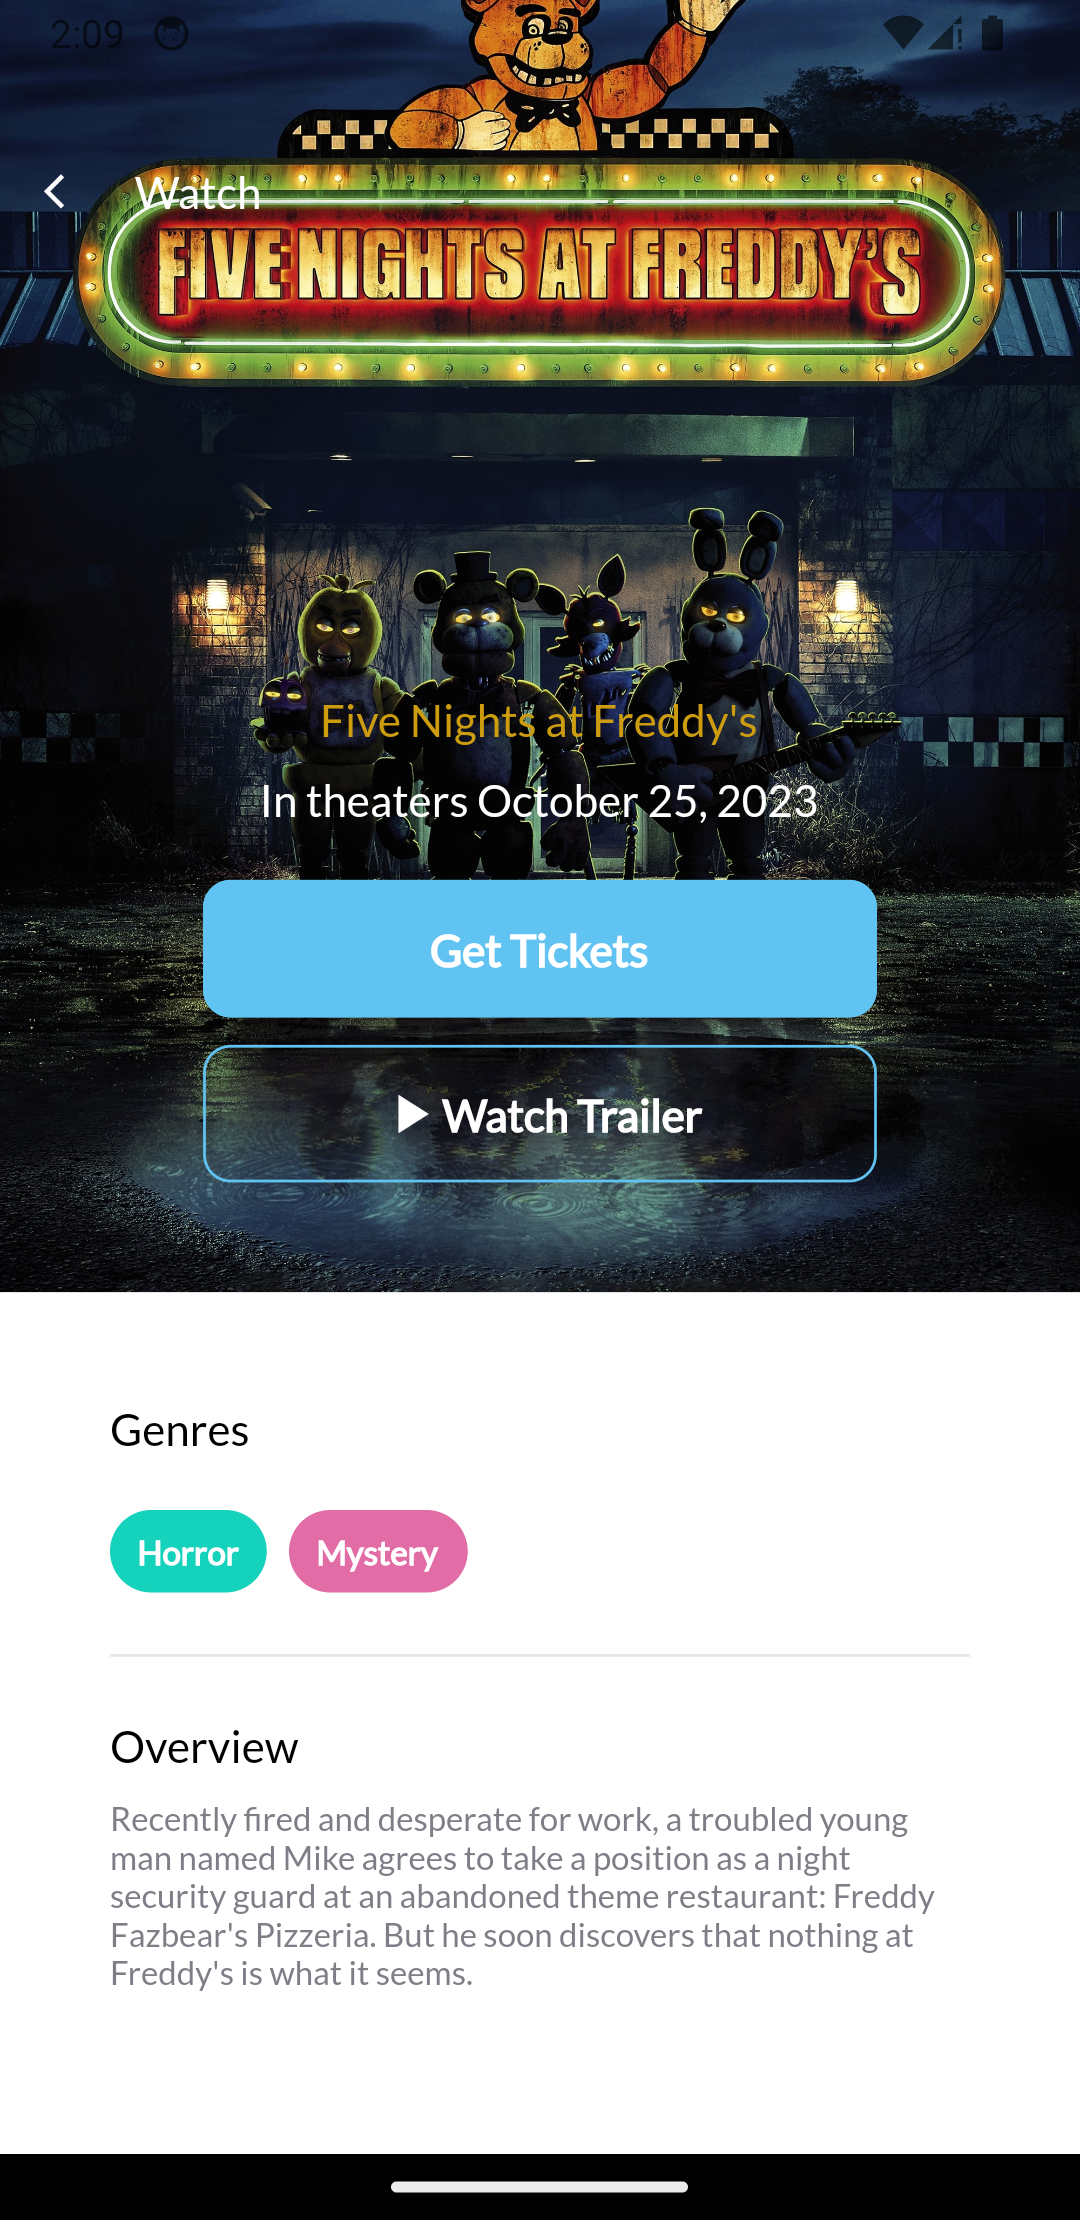 2:09
Watch
FIVE NIGHTS AT FREDDY'S
Five Nights at Freddy's
In theaters October 25, 2023
Get Tickets
Watch Trailer
Genres
Horror Mystery
Overview
Recently fired and desperate for work, a troubled young
man named Mike agrees to take a position as a night
security guard at an abandoned theme restaurant: Freddy
Fazbear's Pizzeria. But he soon discovers that nothing at
Freddy's is what it seems.